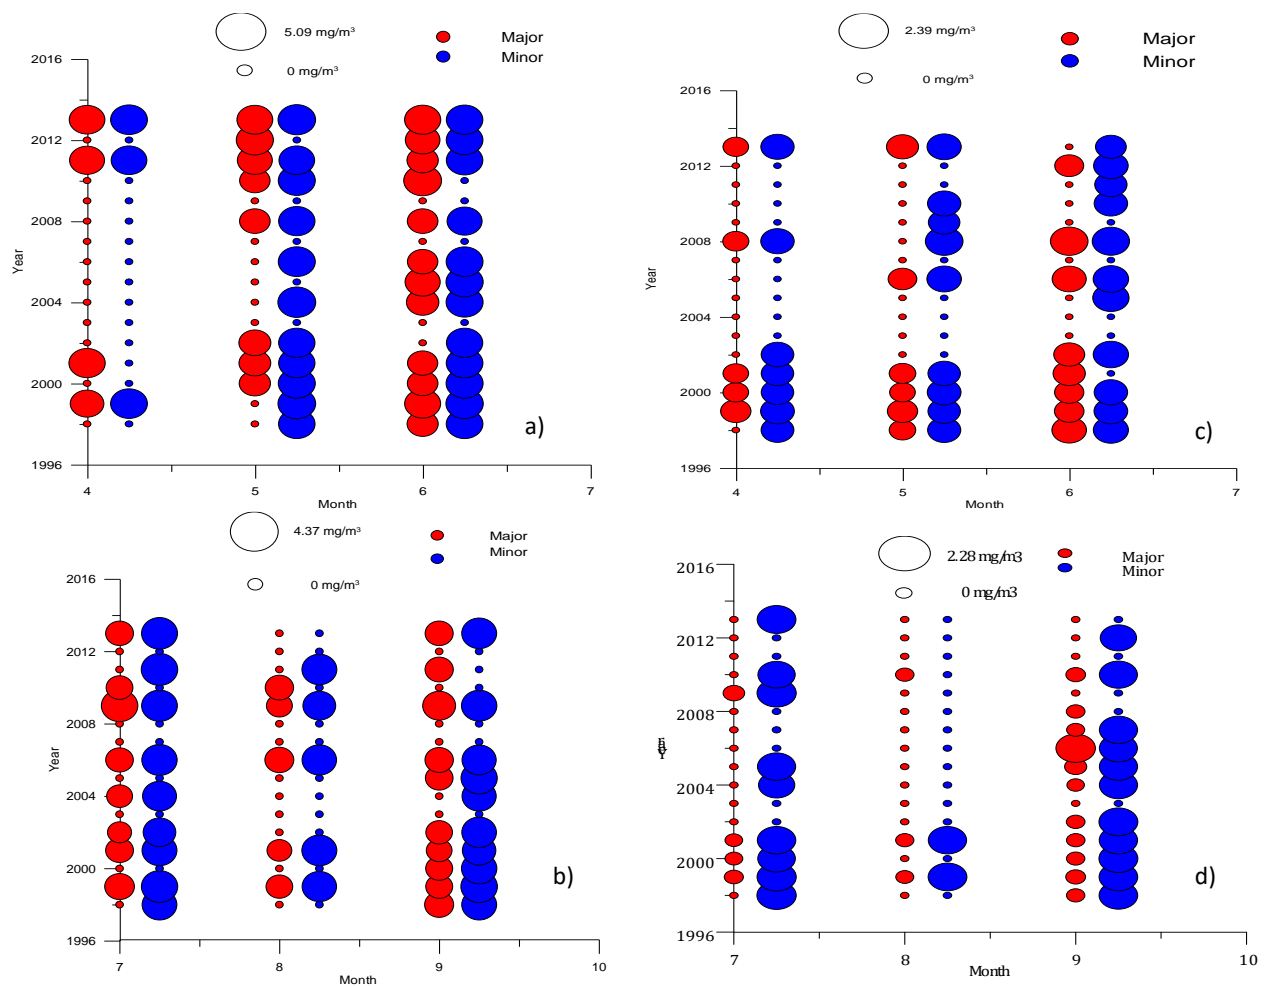 5.09 mg/m³
0 mg/m³
Major
Minor
2016
2012
2008
2004
2000
1996
Year
4
5
6
7
Month
a)
2.39 mg/m³
0 mg/m³
Major
Minor
2016
2012
2008
2004
2000
1996
Year
4
5
6
7
Month
c)
4.37 mg/m³
0 mg/m³
Major
Minor
2016
2012
2008
2004
2000
1996
Year
7
8
9
10
Month
b)
2.28 mg/m3
0 mg/m3
Major
Minor
2016
2012
2008
2004
2000
1996
7
8
9
10
Month
d)